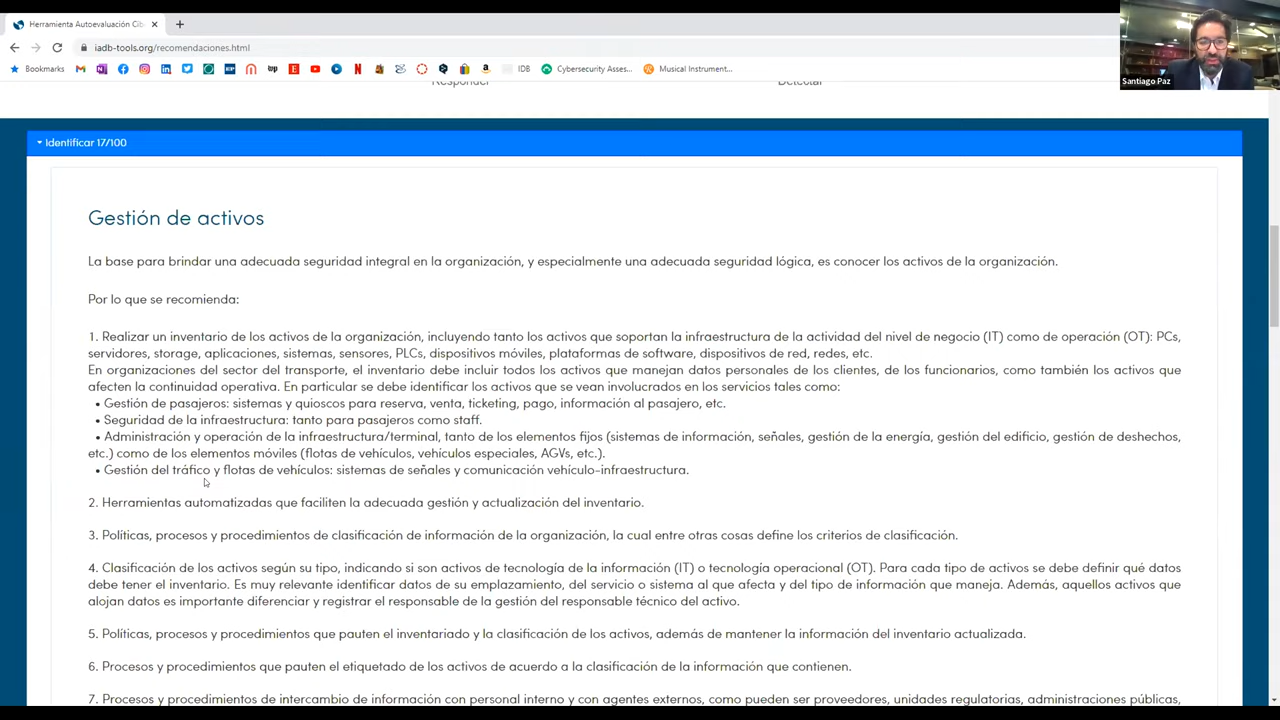 Herramienta Autoevaluación Cib
iadb-tools.org/recomendaciones.html
Bookmarks
IDB
Cybersecurity Asses...
Musical Instrument...
Santiago Paz
Responder
Detectar
Identificar 17/100
Gestión de activos
La base para brindar una adecuada seguridad integral en la organización, y especialmente una adecuada seguridad lógica, es conocer los activos de la organización.
Por lo que se recomienda:
1. Realizar un inventario de los activos de la organización, incluyendo tanto los activos que soportan la infraestructura de la actividad del nivel de negocio (IT) como de operación (OT): PCs,
servidores, storage, aplicaciones, sistemas, sensores, PLCs, dispositivos móviles, plataformas de software, dispositivos de red, redes, etc.
En organizaciones del sector del transporte, el inventario debe incluir todos los activos que manejan datos personales de los clientes, de los funcionarios, como también los activos que
afecten la continuidad operativa. En particular se debe identificar los activos que se vean involucrados en los servicios tales como:
• Gestión de pasajeros: sistemas y quioscos para reserva, venta, ticketing, pago, información al pasajero, etc.
• Seguridad de la infraestructura: tanto para pasajeros como staff.
• Administración y operación de la infraestructura/terminal, tanto de los elementos fijos (sistemas de información, señales, gestión de la energía, gestión del edificio, gestión de deshechos,
etc.) como de los elementos móviles (flotas de vehículos, vehículos especiales, AGVs, etc.).
• Gestión del tráfico y flotas de vehículos: sistemas de señales y comunicación vehículo-infraestructura.
2. Herramientas automatizadas que faciliten la adecuada gestión y actualización del inventario.
3. Políticas, procesos y procedimientos de clasificación de información de la organización, la cual entre otras cosas define los criterios de clasificación.
4. Clasificación de los activos según su tipo, indicando si son activos de tecnología de la información (IT) o tecnología operacional (OT). Para cada tipo de activos se debe definir qué datos
debe tener el inventario. Es muy relevante identificar datos de su emplazamiento, del servicio o sistema al que afecta y del tipo de información que maneja. Además, aquellos activos que
alojan datos es importante diferenciar y registrar el responsable de la gestión del responsable técnico del activo.
5. Políticas, procesos y procedimientos que pauten el inventariado y la clasificación de los activos, además de mantener la información del inventario actualizada.
6. Procesos y procedimientos que pauten el etiquetado de los activos de acuerdo a la clasificación de la información que contienen.
7. Procesos y procedimientos de intercambio de información con personal interno y con agentes externos, como pueden ser proveedores, unidades regulatorias, administraciones públicas,